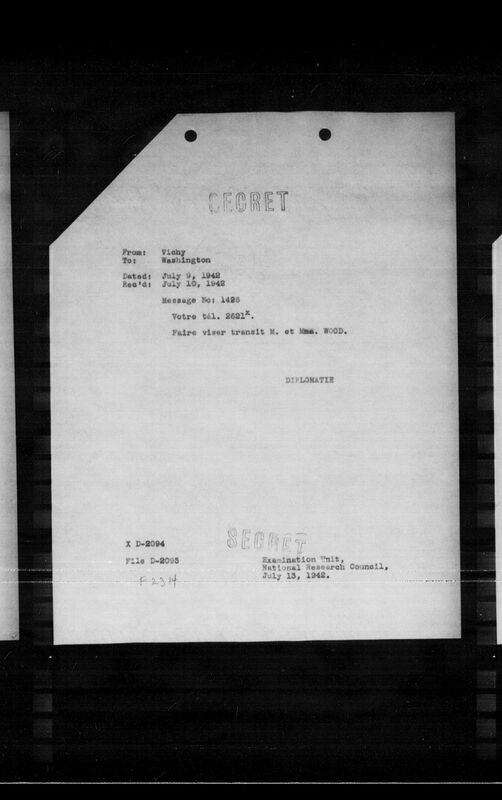 SECRET
From: Vichy
To: Washington
Dated: July 9, 1942
Rec'd: July 10, 1942
Message No: 1426
Votre tél. 2621x.
Faire viser transit M. et Mme. WOOD.
DIPLOMATIE
X D-2094
SECRET
File D-2095
Examination Unit,
National Research Council,
July 13, 1942.
F 2314